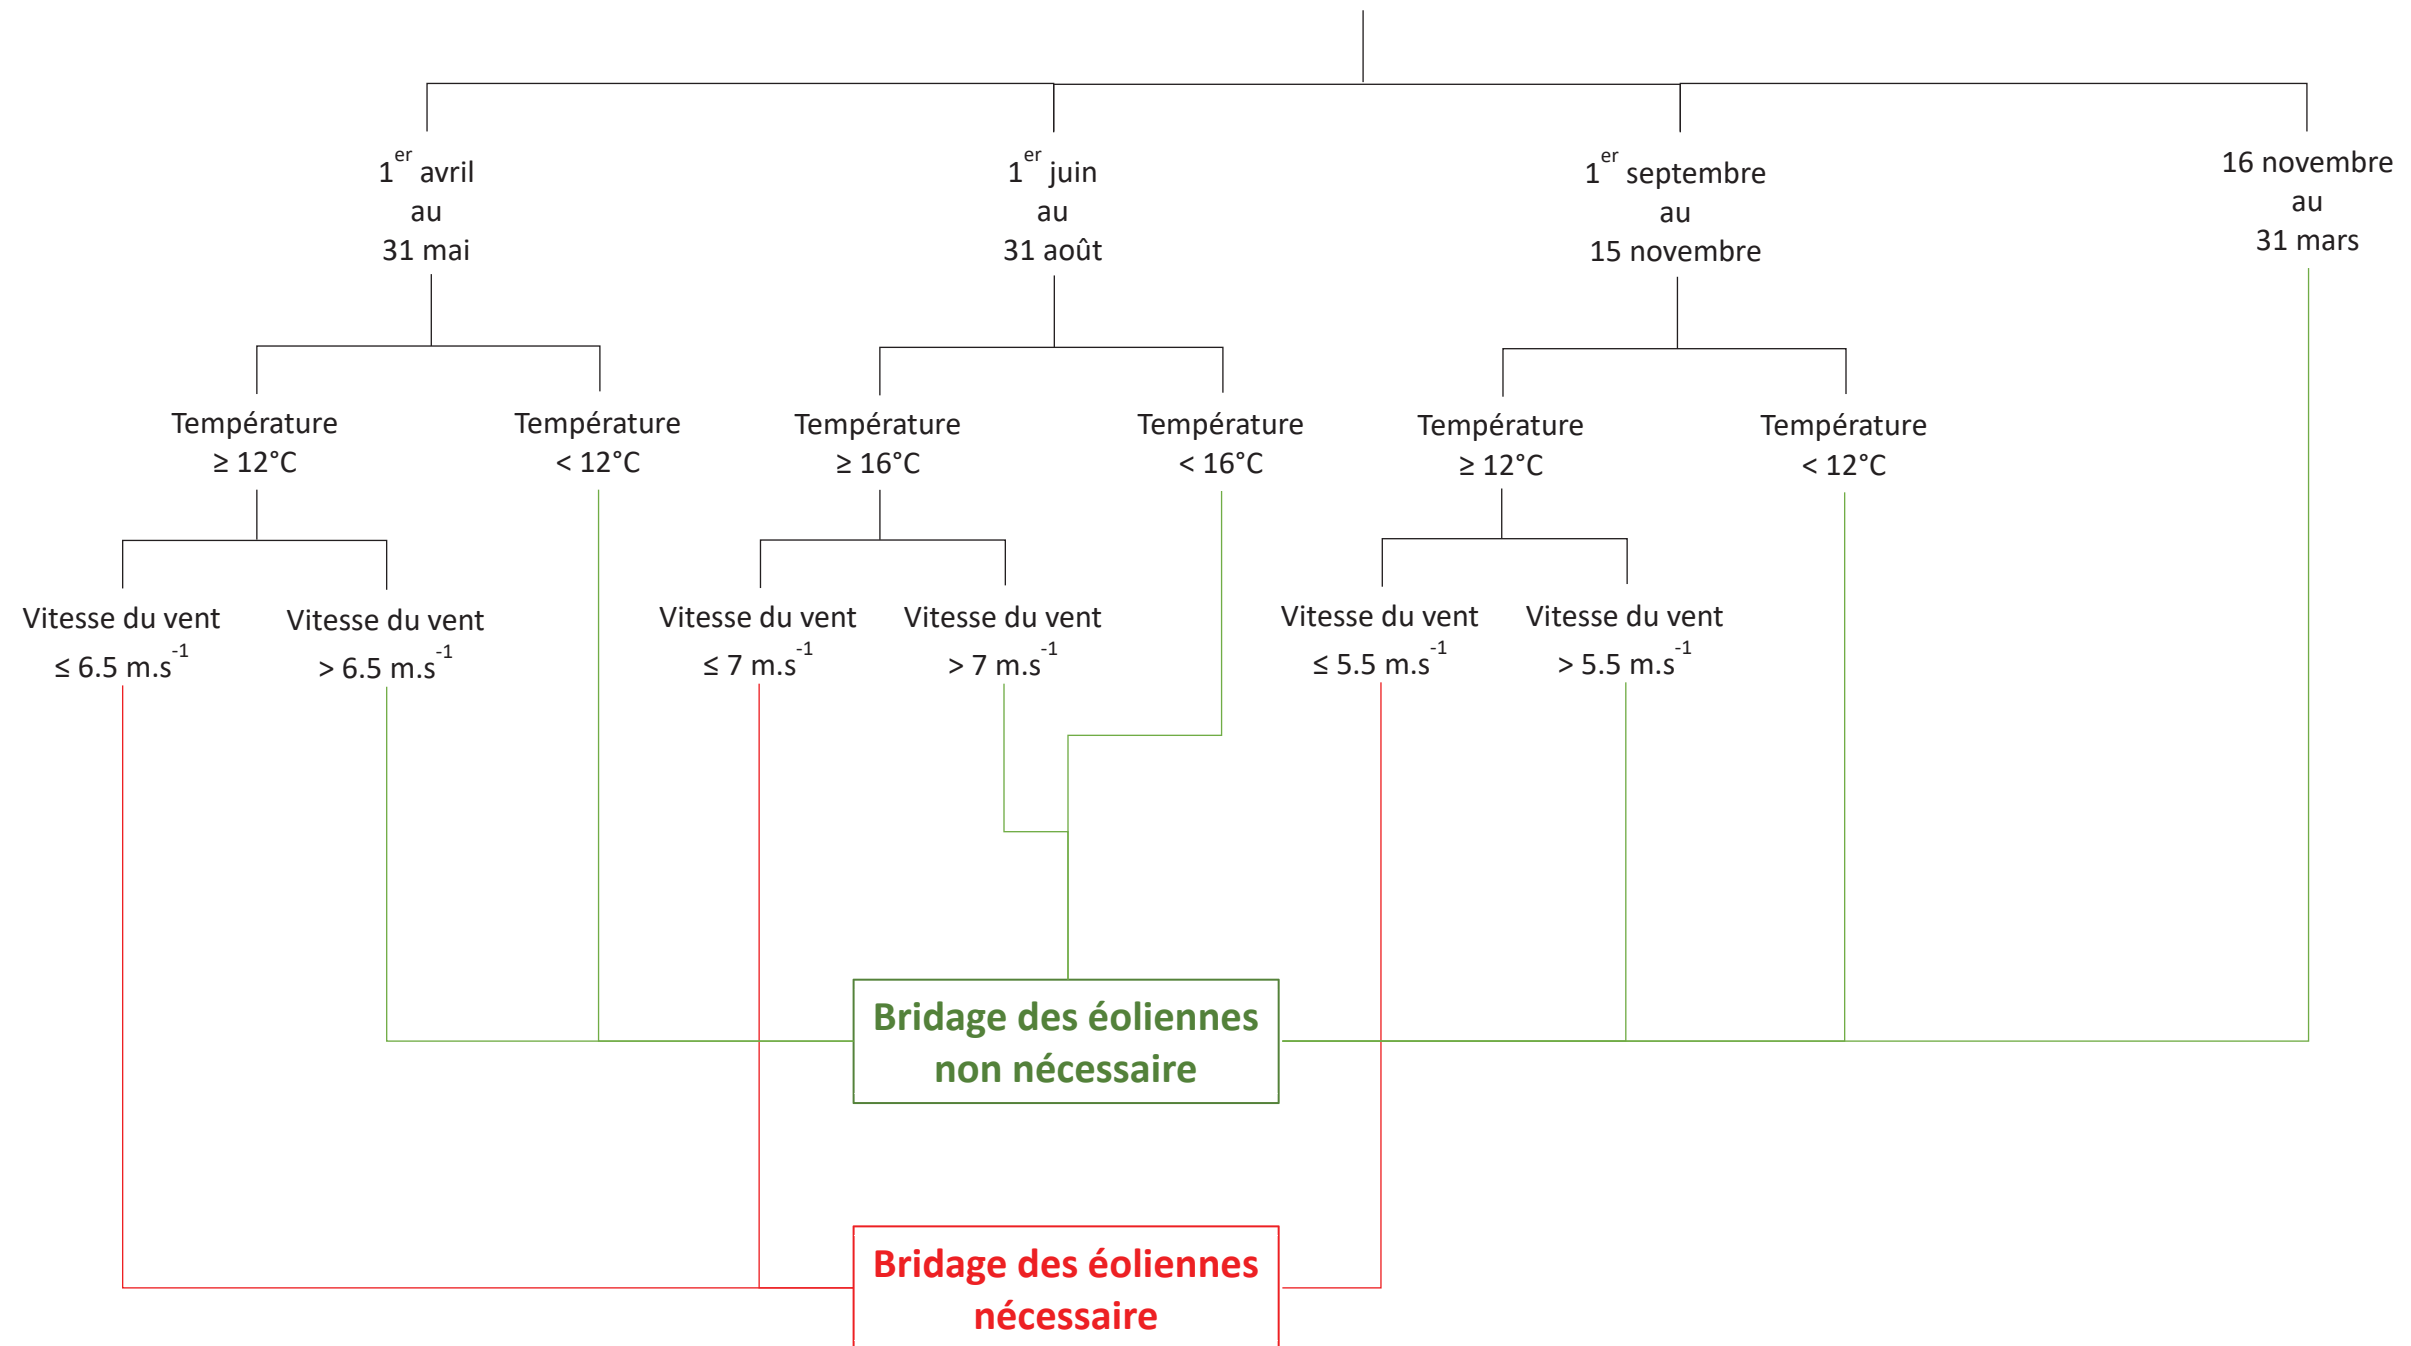 1er avril
au
31 mai
1er juin
au
31 août
1er septembre
au
15 novembre
16 novembre
au
31 mars
Température
≥ 12°C
Température
< 12°C
Température
≥ 16°C
Température
< 16°C
Température
≥ 12°C
Température
< 12°C
Vitesse du vent
≤ 6.5 m.s-1
Vitesse du vent
> 6.5 m.s-1
Vitesse du vent
≤ 7 m.s-1
Vitesse du vent
> 7 m.s-1
Vitesse du vent
≤ 5.5 m.s-1
Vitesse du vent
> 5.5 m.s-1
Bridage des éoliennes
non nécessaire
Bridage des éoliennes
nécessaire